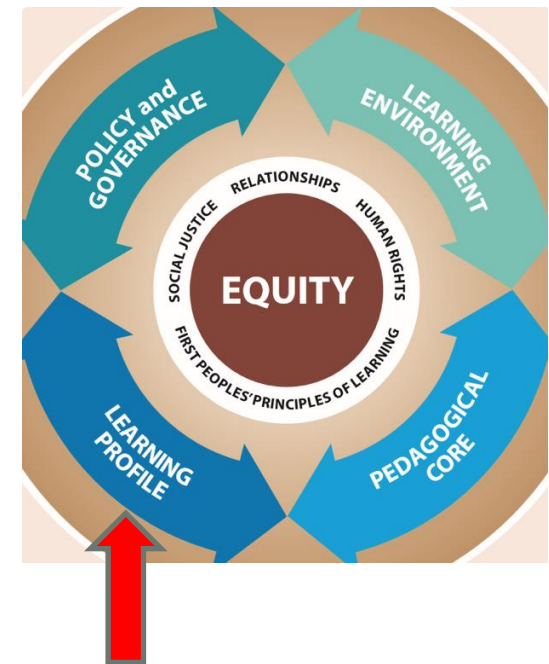 POLICY and
GOVERNANCE
LEARNING
ENVIRONMENT
RELATIONSHIPS
SOCIAL JUSTICE
HUMAN RIGHTS
EQUITY
FIRST PEOPLES' PRINCIPLES OF LEARNING
LEARNING
PROFILE
PEDAGOGICAL
CORE